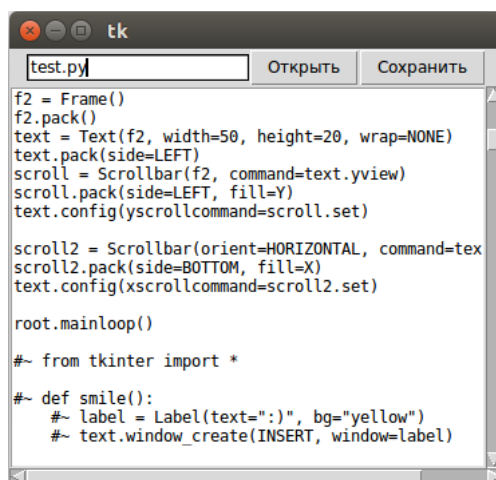 tk
test.py Открыть Сохранить
f2 = Frame()
f2.pack()
text = Text(f2, width=50, height=20, wrap=NONE)
text.pack(side=LEFT)
scroll = Scrollbar(f2, command=text.yview)
scroll.pack(side=LEFT, fill=Y)
text.config(yscrollcommand=scroll.set)

scroll2 = Scrollbar(orient=HORIZONTAL, command=tex
scroll2.pack(side=BOTTOM, fill=X)
text.config(xscrollcommand=scroll2.set)

root.mainloop()

#~ from tkinter import *

#~ def smile():
    #~ label = Label(text=":)", bg="yellow")
    #~ text.window_create(INSERT, window=label)